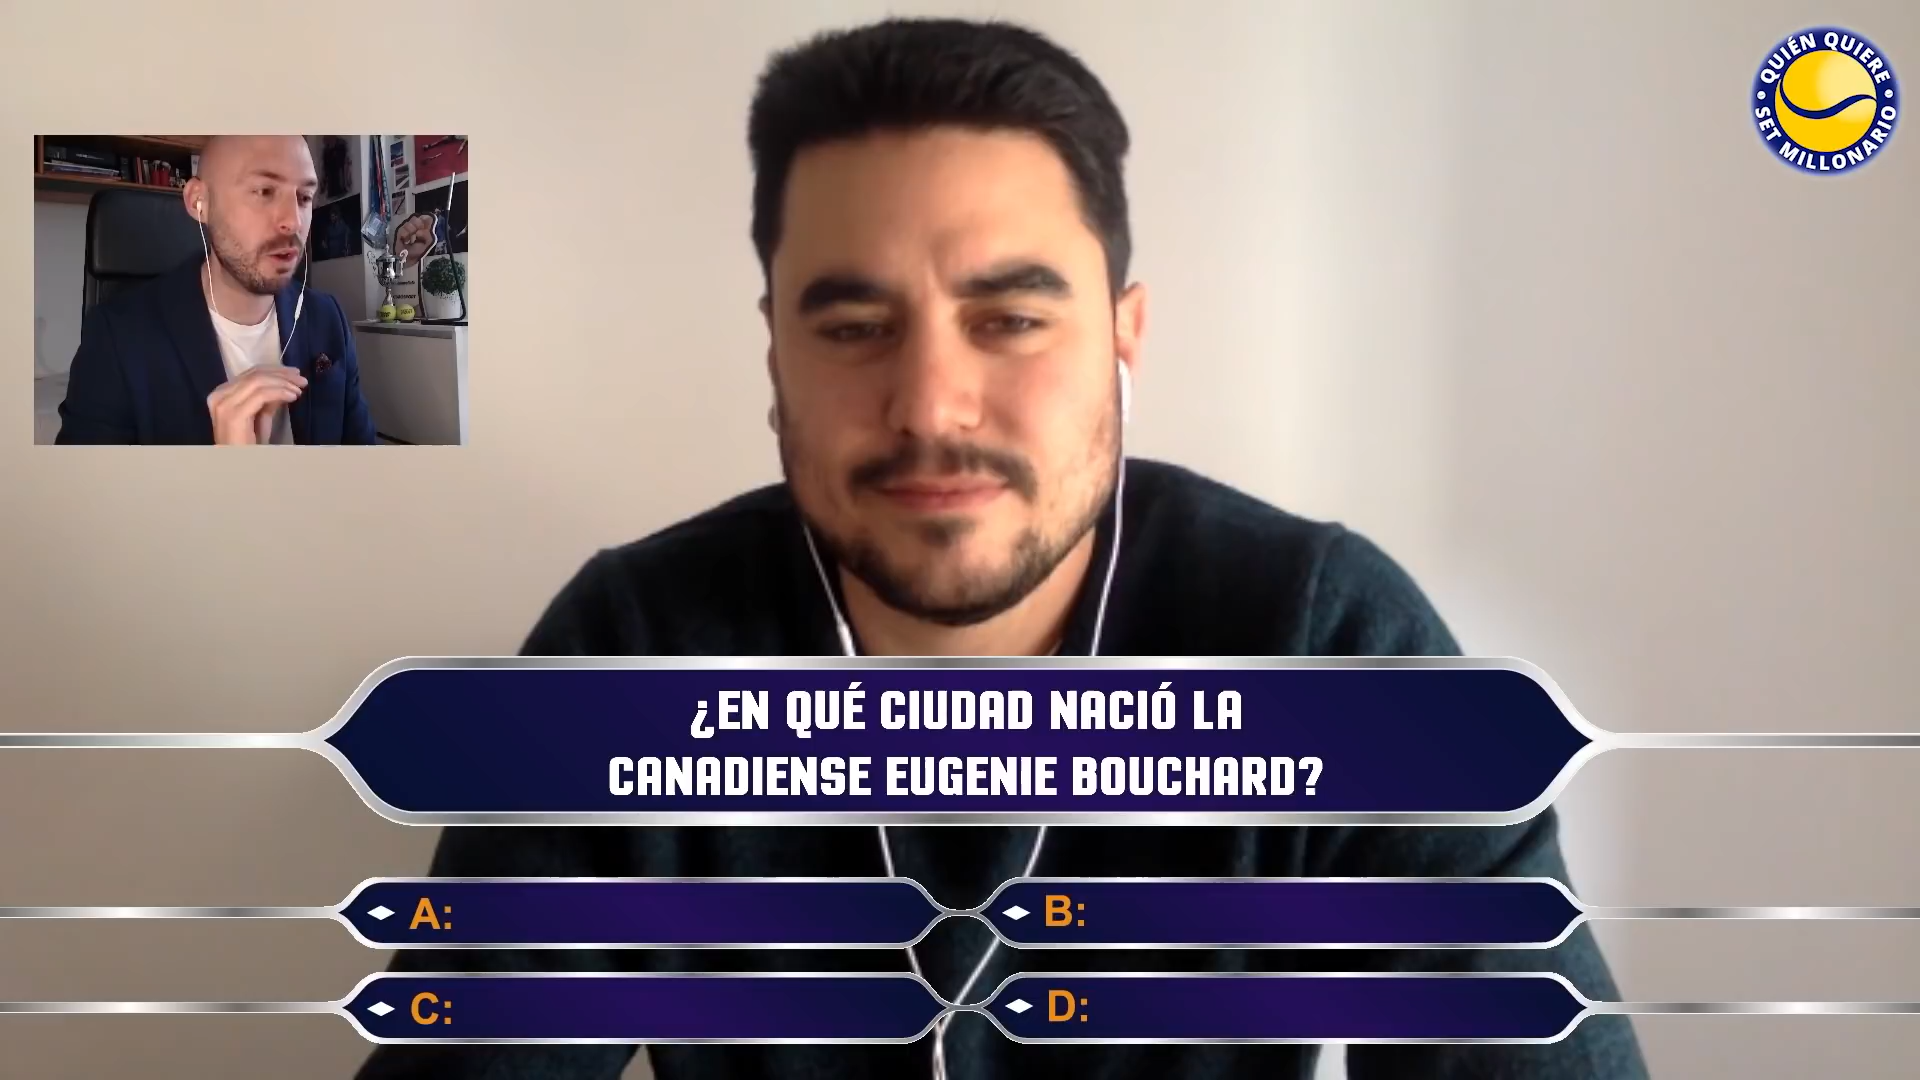 QUIÉN QUIERE
SET MILLONARIO
¿EN QUÉ CIUDAD NACIÓ LA
CANADIENSE EUGENIE BOUCHARD?
A:
B:
C:
D: